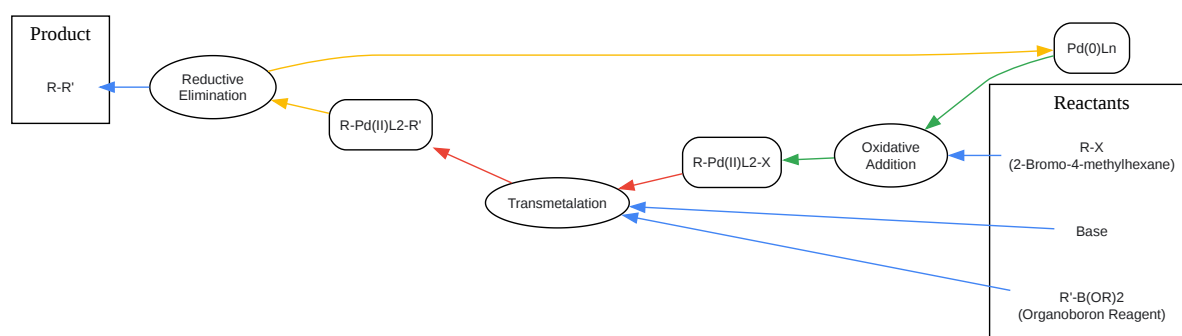 Product
R-R'
Reductive
Elimination
R-Pd(II)L2-R'
Transmetalation
R-Pd(II)L2-X
Oxidative
Addition
Pd(0)Ln
Reactants
R-X
(2-Bromo-4-methylhexane)
Base
R'-B(OR)2
(Organoboron Reagent)